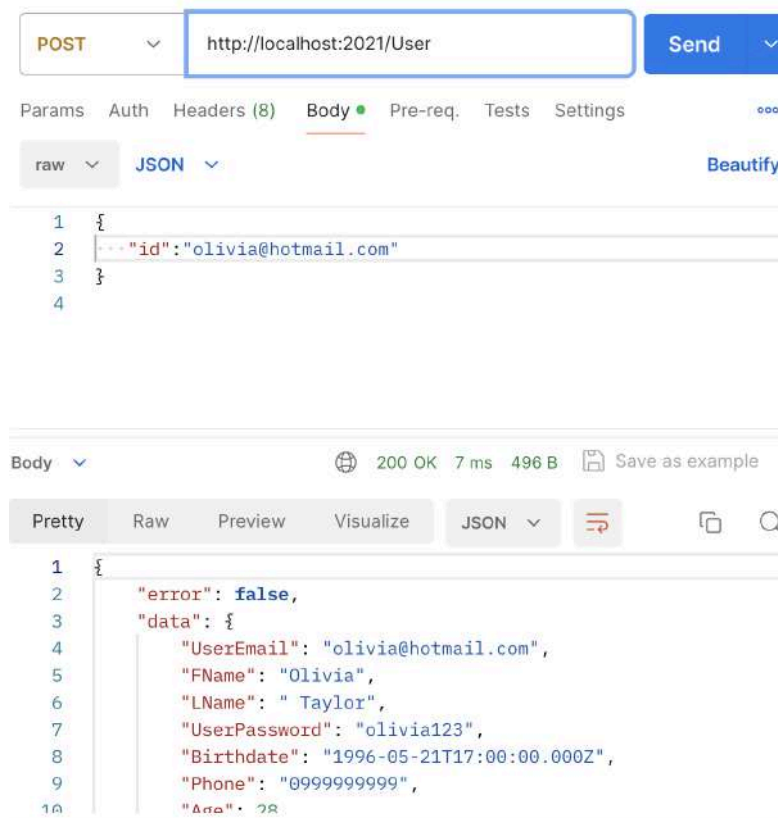 POST http://localhost:2021/User Send
Params Auth Headers (8) Body Pre-req. Tests Settings
raw JSON Beautify
1 {
2 "id":"olivia@hotmail.com"
3 }
4
Body 200 OK 7 ms 496 B Save as example
Pretty Raw Preview Visualize JSON
1 {
2 "error": false,
3 "data": {
4 "UserEmail": "olivia@hotmail.com",
5 "FName": "Olivia",
6 "LName": " Taylor",
7 "UserPassword": "olivia123",
8 "Birthdate": "1996-05-21T17:00:00.000Z",
9 "Phone": "0999999999",
10 "Age": 28